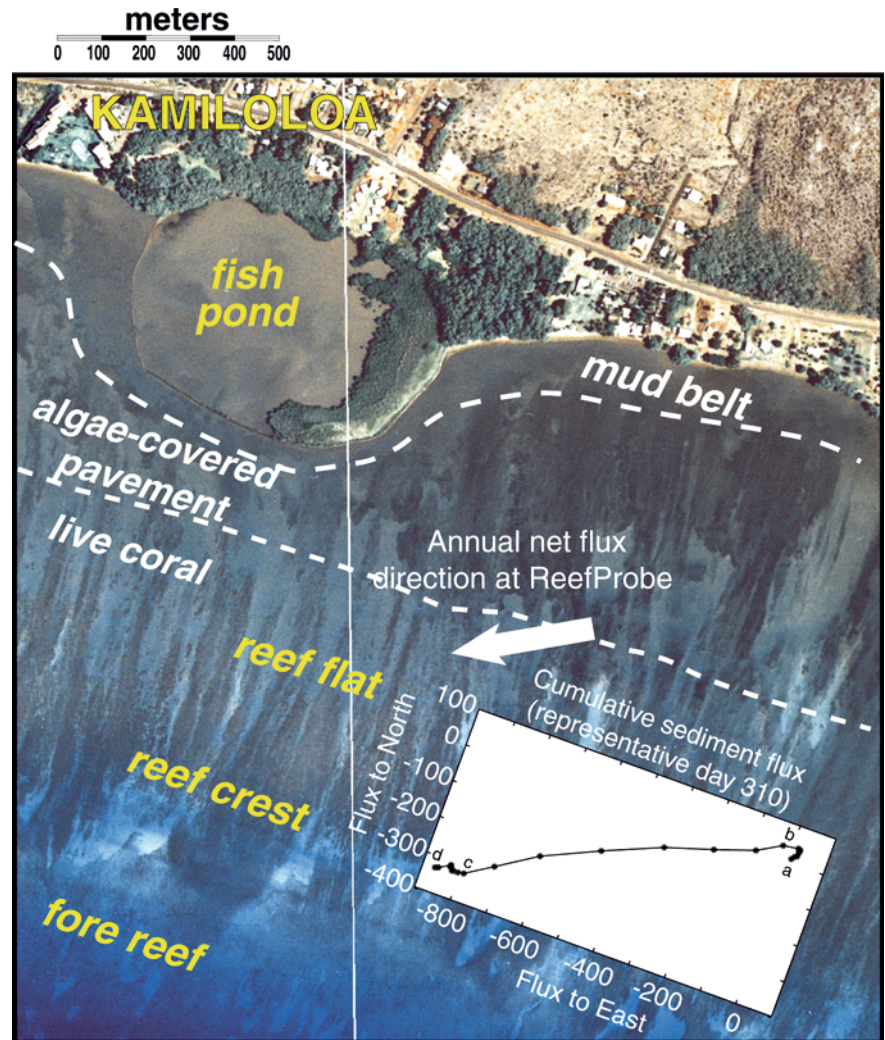 meters
0 100 200 300 400 500
KAMILOLOA
fish
pond
mud belt
algae-covered
pavement
live coral
Annual net flux
direction at ReefProbe
reef flat
reef crest
fore reef
Cumulative sediment flux
(representative day 310)
Flux to North
100
0
-100
-200
-300
-400
a
b
c
d
-800
-600
-400
-200
0
Flux to East